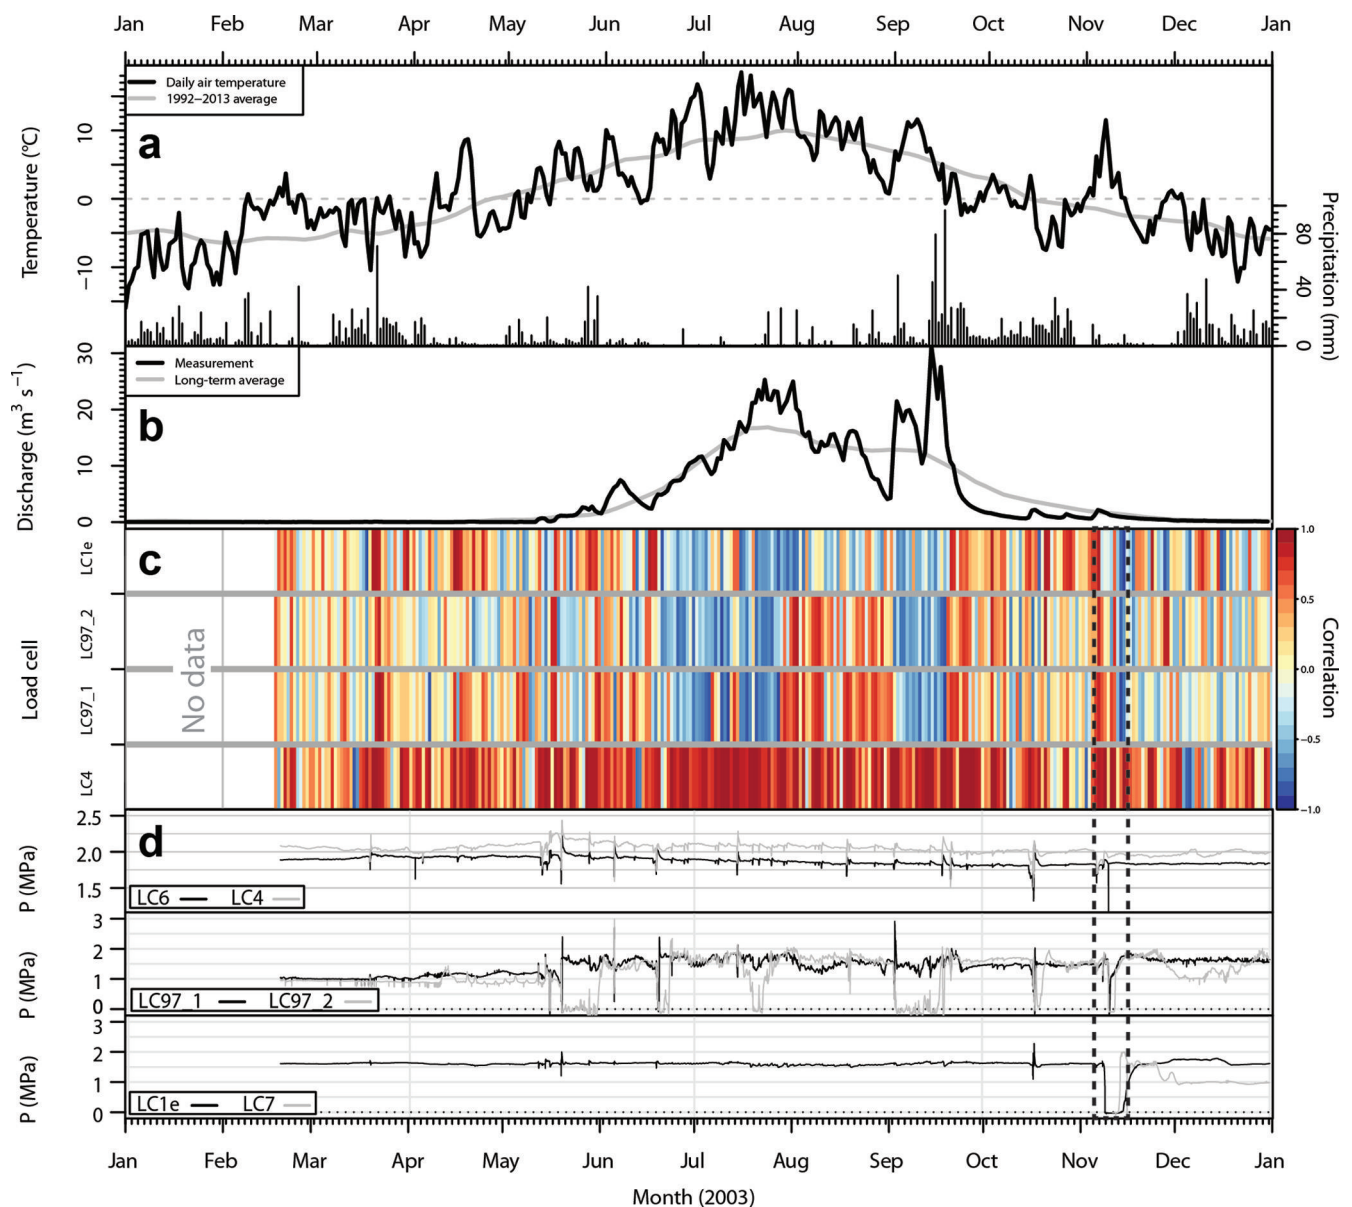 Jan Feb Mar Apr May Jun Jul Aug Sep Oct Nov Dec Jan
Daily air temperature
1992–2013 average
a
Temperature (°C)
10
0
−10
Precipitation (mm)
80
40
0
Measurement
Long-term average
b
Discharge (m³ s⁻¹)
30
20
10
0
c
Load cell
LC1e
LC97_2
LC97_1
LC4
No data
1.0
0.5
0.0
−0.5
−1.0
Correlation
d
P (MPa)
2.5
2.0
1.5
LC6 LC4
P (MPa)
3
2
1
0
LC97_1 LC97_2
P (MPa)
3
2
1
0
LC1e LC7
Jan Feb Mar Apr May Jun Jul Aug Sep Oct Nov Dec Jan
Month (2003)